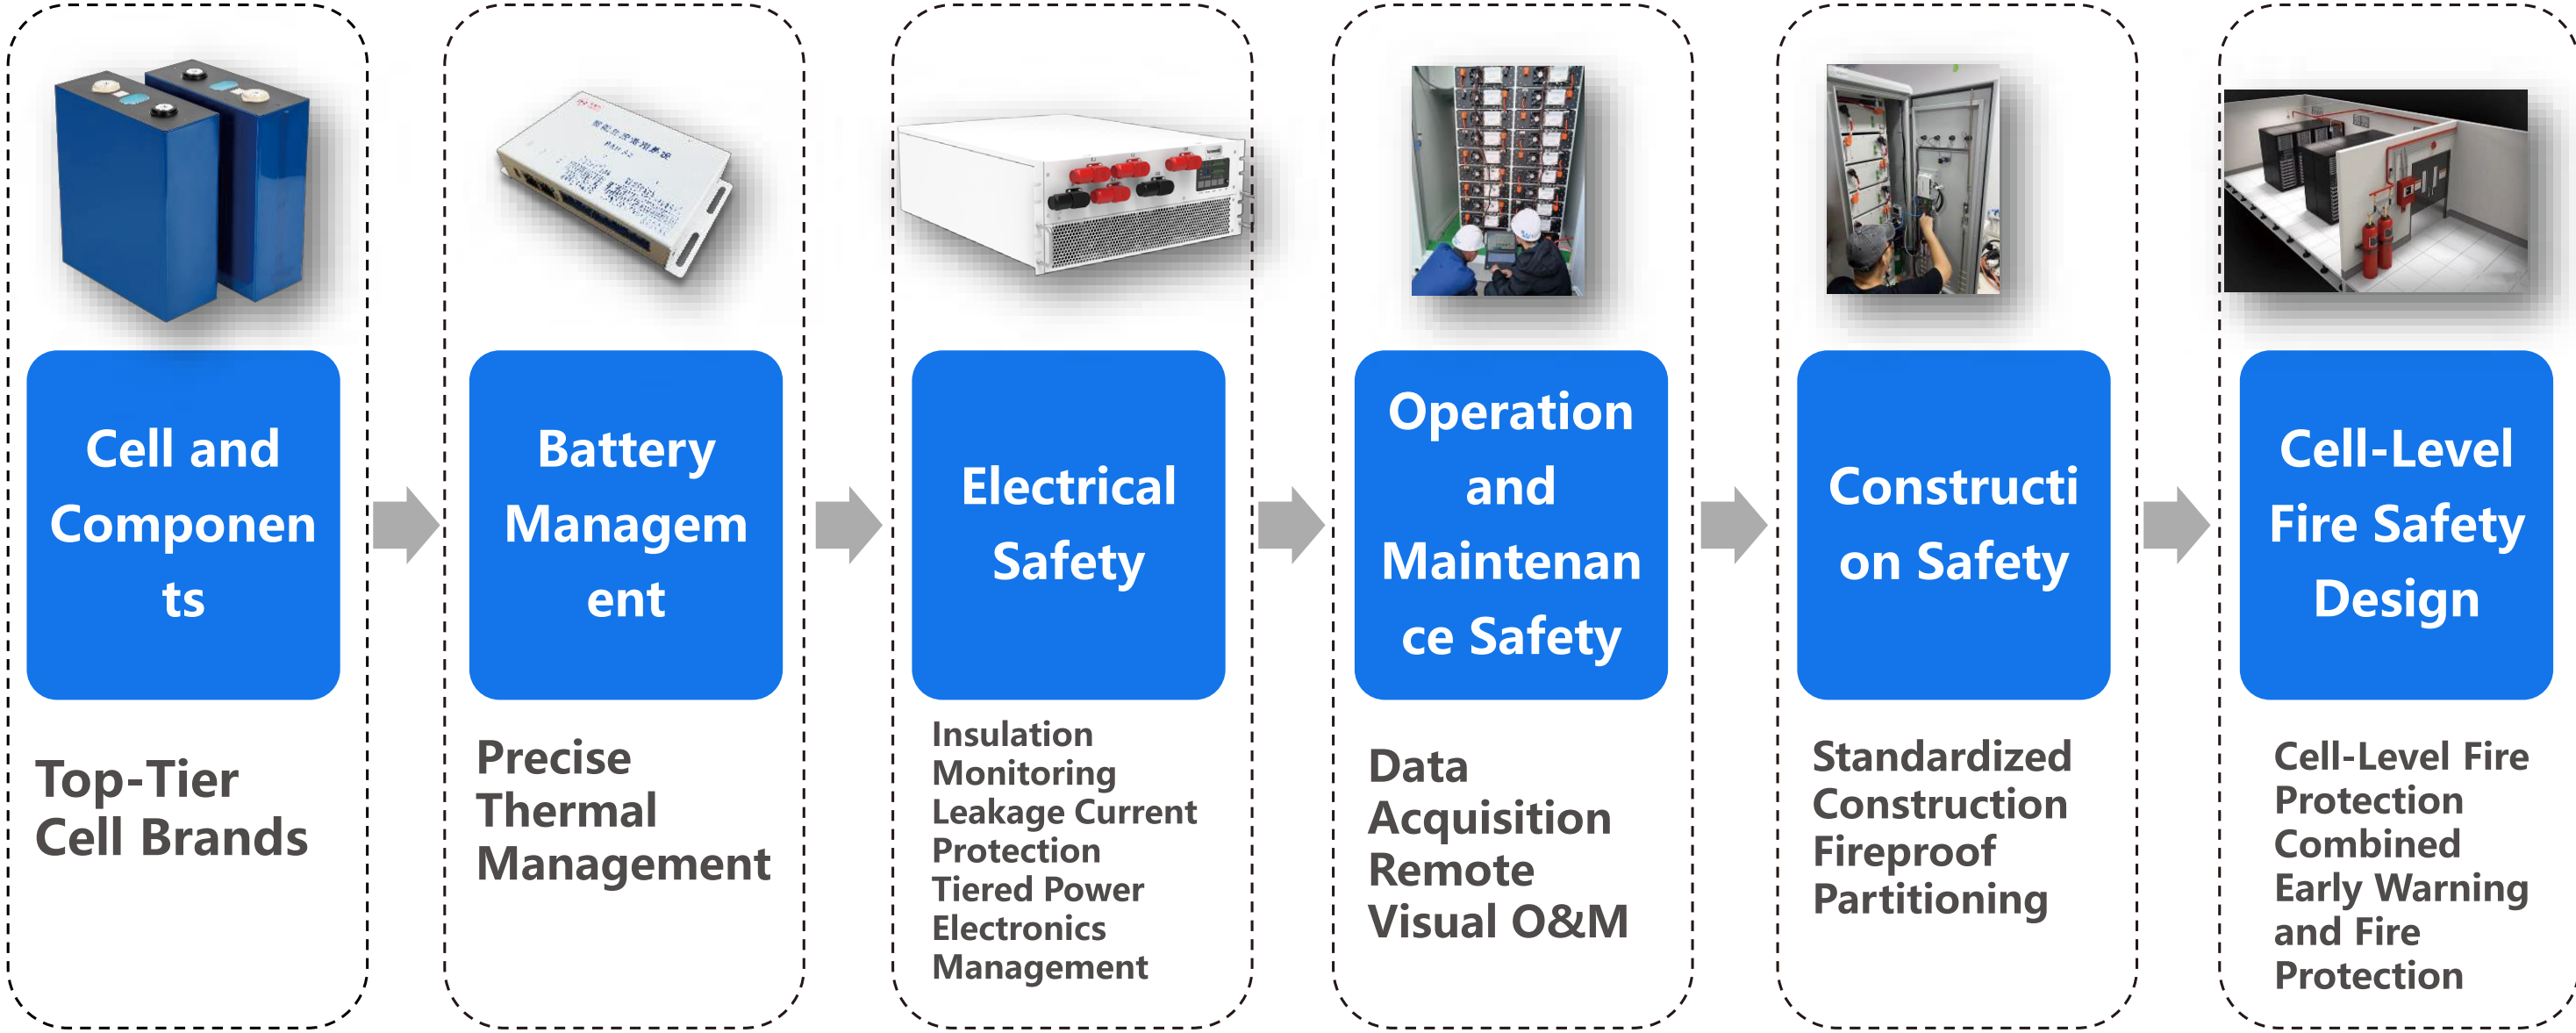 Cell and
Componen
ts
Top-Tier
Cell Brands
Battery
Managem
ent
Precise
Thermal
Management
Electrical
Safety
Insulation
Monitoring
Leakage Current
Protection
Tiered Power
Electronics
Management
Operation
and
Maintenan
ce Safety
Data
Acquisition
Remote
Visual O&M
Constructi
on Safety
Standardized
Construction
Fireproof
Partitioning
Cell-Level
Fire Safety
Design
Cell-Level Fire
Protection
Combined
Early Warning
and Fire
Protection